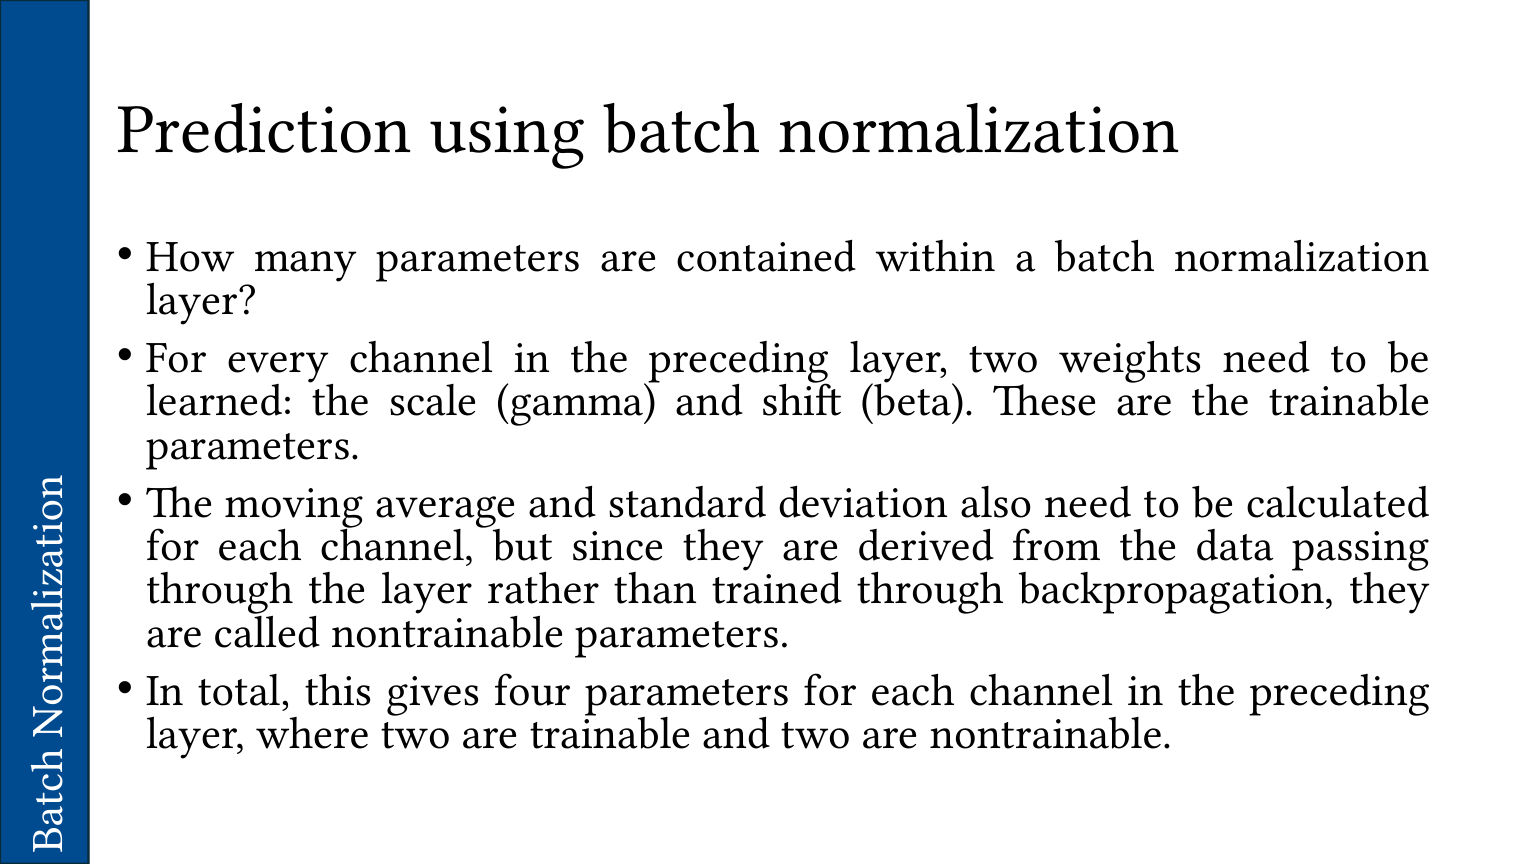 Prediction using batch normalization
• How many parameters are contained within a batch normalization
layer?
• For every channel in the preceding layer, two weights need to be
learned: the scale (gamma) and shift (beta). These are the trainable
parameters.
• The moving average and standard deviation also need to be calculated
for each channel, but since they are derived from the data passing
through the layer rather than trained through backpropagation, they
are called nontrainable parameters.
• In total, this gives four parameters for each channel in the preceding
layer, where two are trainable and two are nontrainable.
Batch Normalization